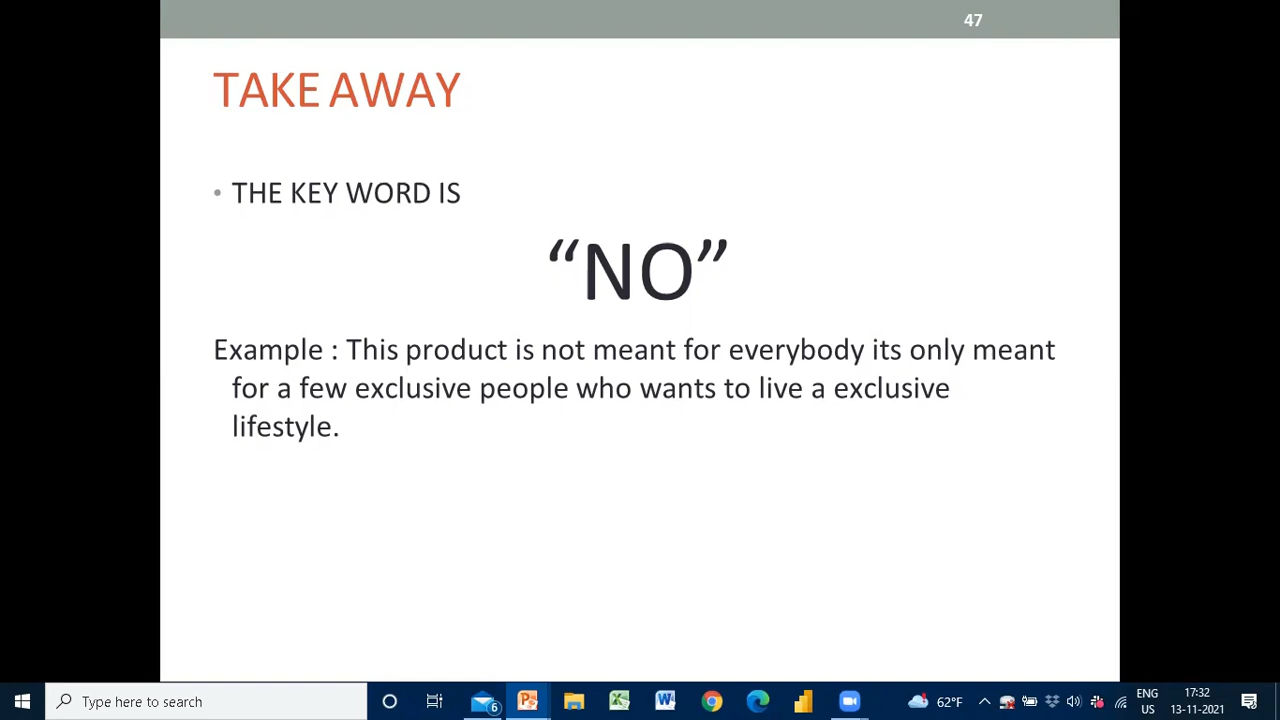 47
TAKE AWAY
• THE KEY WORD IS
“NO”
Example : This product is not meant for everybody its only meant
for a few exclusive people who wants to live a exclusive
lifestyle.
Type here to search
6
62°F
ENG
US
17:32
13-11-2021